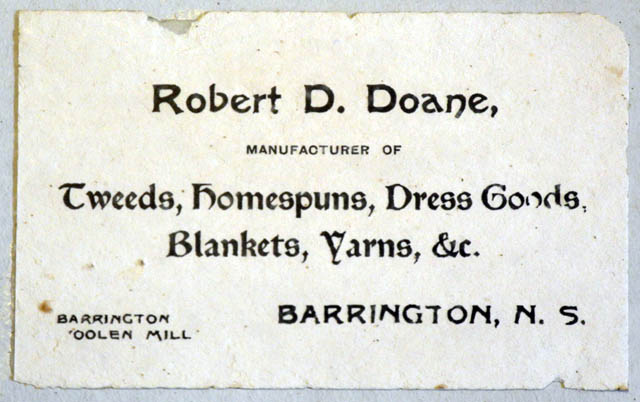 Robert D. Doane,
MANUFACTURER OF
Tweeds, Homespuns, Dress Goods,
Blankets, Yarns, &c.
BARRINGTON
OOLEN MILL
BARRINGTON, N. S.